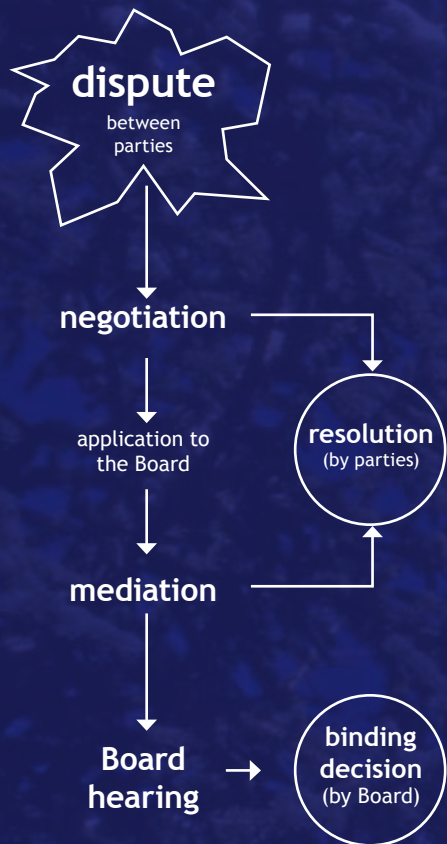 dispute
between
parties
negotiation
application to
the Board
resolution
(by parties)
mediation
Board
hearing
binding
decision
(by Board)